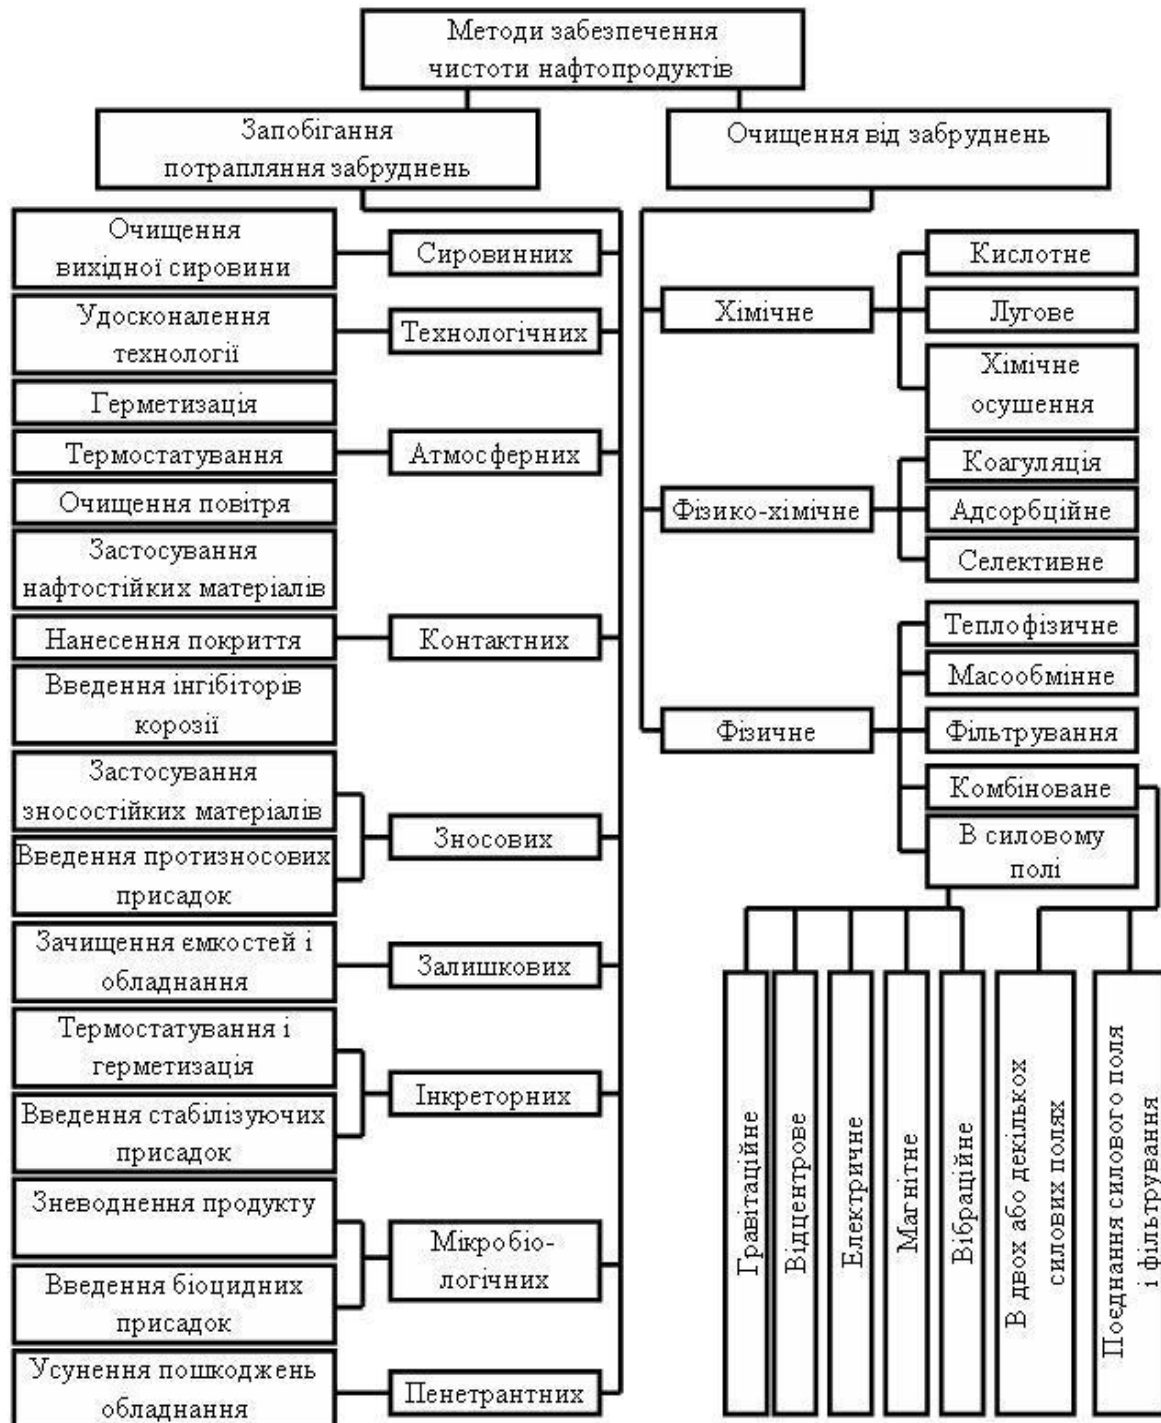 Методи забезпечення
чистоти нафтопродуктів
Запобігання
потрапляння забруднень
Очищення від забруднень
Очищення
вихідної сировини
Сировинних
Удосконалення
технології
Технологічних
Герметизація
Термостатування
Атмосферних
Очищення повітря
Застосування
нафтостійких матеріалів
Нанесення покриття
Контактних
Введення інгібіторів
корозії
Застосування
зносостійких матеріалів
Зносових
Введення протизносових
присадок
Зачищення емкостей і
обладнання
Залишкових
Термостатування і
герметизація
Інкреторних
Введення стабілізуючих
присадок
Зневоднення продукту
Мікробіо-
логічних
Введення біоцидних
присадок
Усунення пошкоджень
обладнання
Пенетрантних
Хімічне
Кислотне
Лугове
Хімічне
осушення
Фізико-хімічне
Коагуляція
Адсорбційне
Селективне
Фізичне
Теплофізичне
Масообмінне
Фільтрування
Комбіноване
В силовому
полі
Гравітаційне
Відцентрове
Електричне
Магнітне
Вібраційне
В двох або декількох
силових полях
Поєднання силового поля
і фільтрування